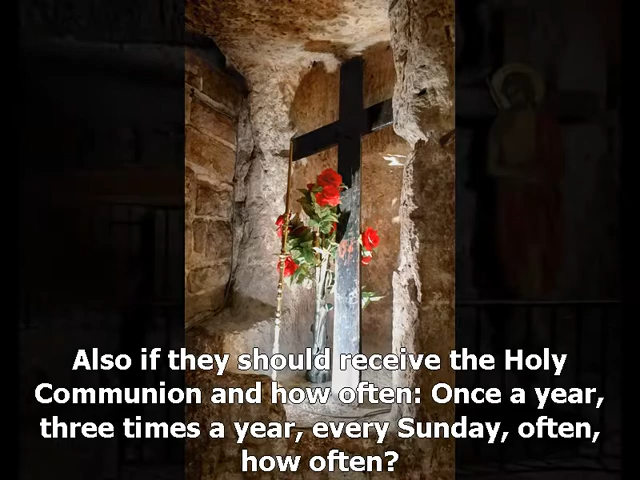 Also if they should receive the Holy
Communion and how often: Once a year,
three times a year, every Sunday, often,
how often?